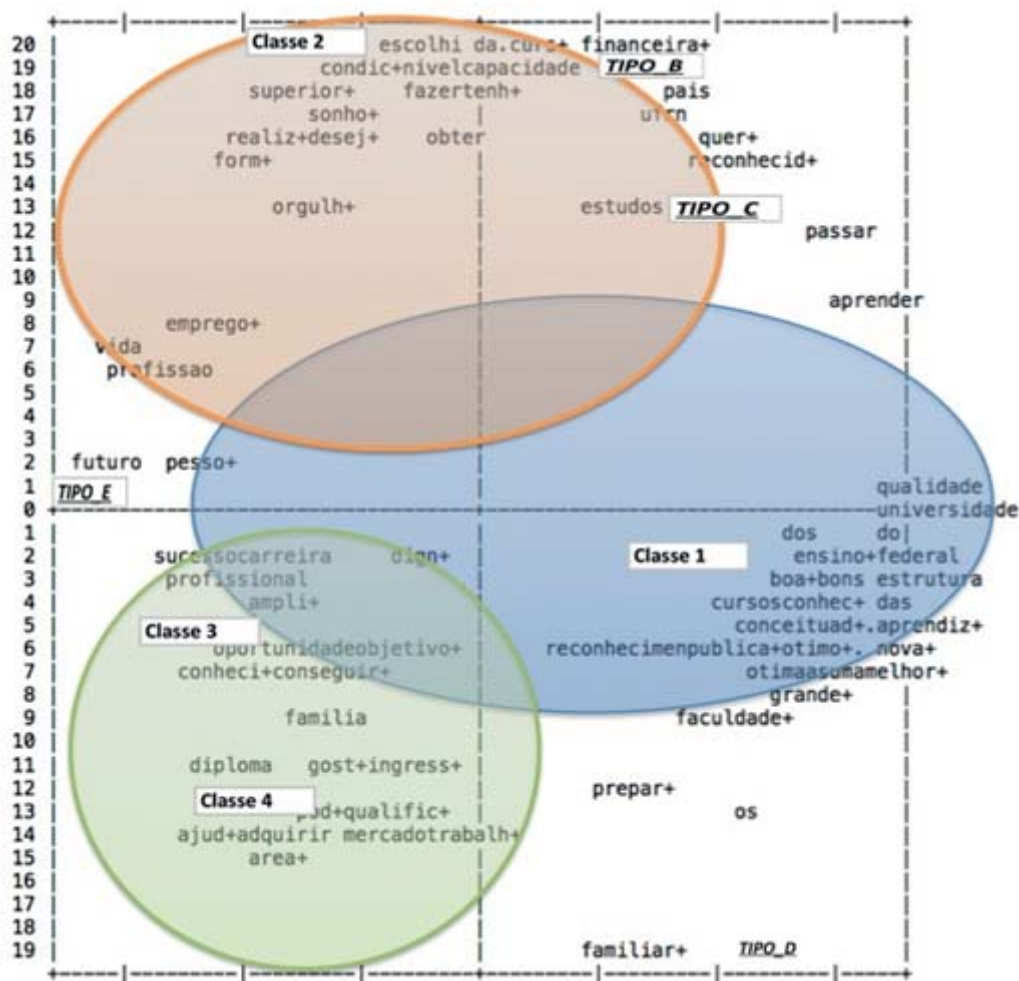 +-----|---------|---------|---------+---------|---------|---------|-----+
20 Classe 2 escolhi da.curs+ financeira+
19 condic+nivelcapacidade TIPO_B
18 superior+ fazertenh+ pais
17 sonho+ ufrn
16 realiz+desej+ obter quer+
15 form+ reconhecid+
14
13 orgulh+ estudos TIPO_C
12 passar
11
10
9 aprender
8 emprego+
7 vida
6 profissao
5
4
3
2 futuro pesso+
1 TIPO_E qualidade
0 universidade
1 dos do|
2 sucessocarreira dign+ Classe 1 ensino+federal
3 profissional boa+bons estrutura
4 ampli+ cursosconhec+ das
5 Classe 3 conceituad+.aprendiz+
6 oportunidadeobjetivo+ reconhecimenpublica+otimo+. nova+
7 conheci+conseguir+ otimaasumamelhor+
8 grande+
9 familia faculdade+
10
11 diploma gost+ingress+
12 Classe 4 prepar+
13 pod+qualific+ os
14 ajud+adquirir mercadotrabalh+
15 area+
16
17
18
19 familiar+ TIPO_D
+-----|---------|---------|---------+---------|---------|---------|-----+